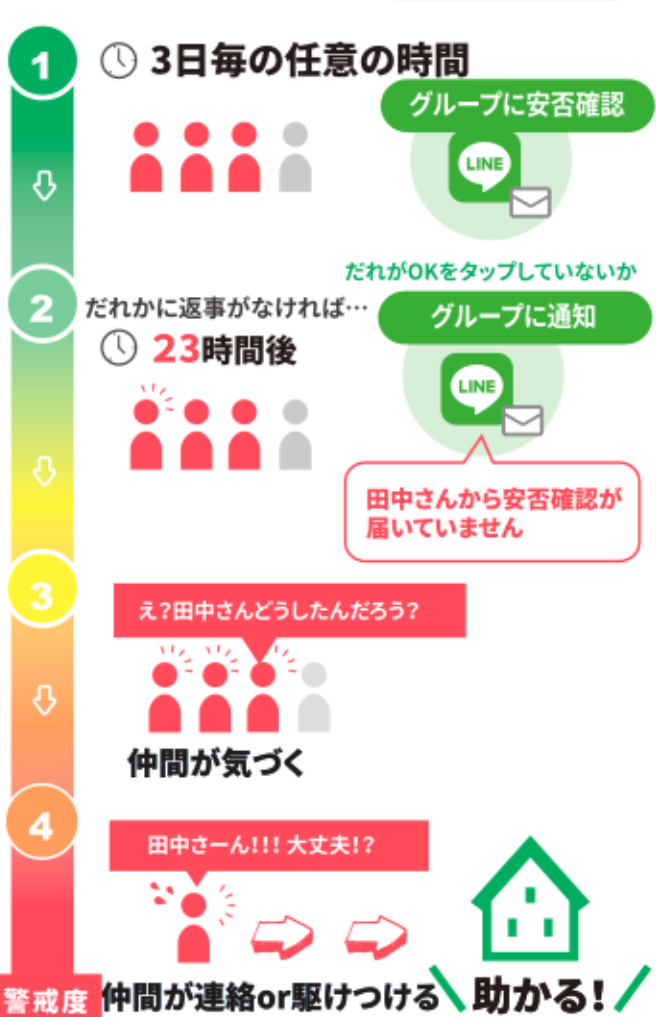 1
3日毎の任意の時間
グループに安否確認
LINE
だれがOKをタップしていないか
2
だれかに返事がなければ…
グループに通知
23時間後
LINE
田中さんから安否確認が
届いていません
3
え?田中さんどうしたんだろう?
仲間が気づく
4
田中さーん!!! 大丈夫!?
警戒度
仲間が連絡or駆けつける
助かる!